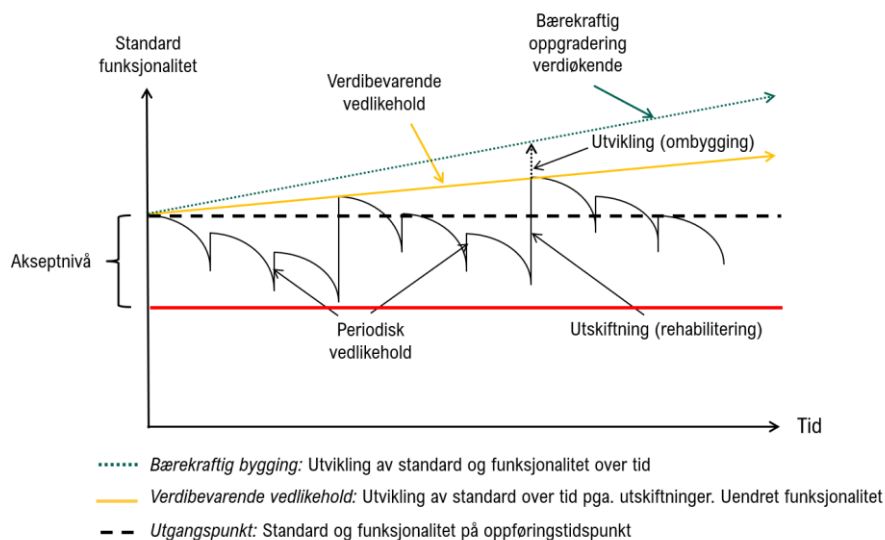 Standard
funksjonalitet
Bærekraftig
oppgradering
verdiøkende
Verdibevarende
vedlikehold
Utvikling (ombygging)
Akseptnivå
Periodisk
vedlikehold
Utskiftning (rehabilitering)
Tid
Bærekraftig bygging: Utvikling av standard og funksjonalitet over tid
Verdibevarende vedlikehold: Utvikling av standard over tid pga. utskiftninger. Uendret funksjonalitet
Utgangspunkt: Standard og funksjonalitet på oppføringstidspunkt